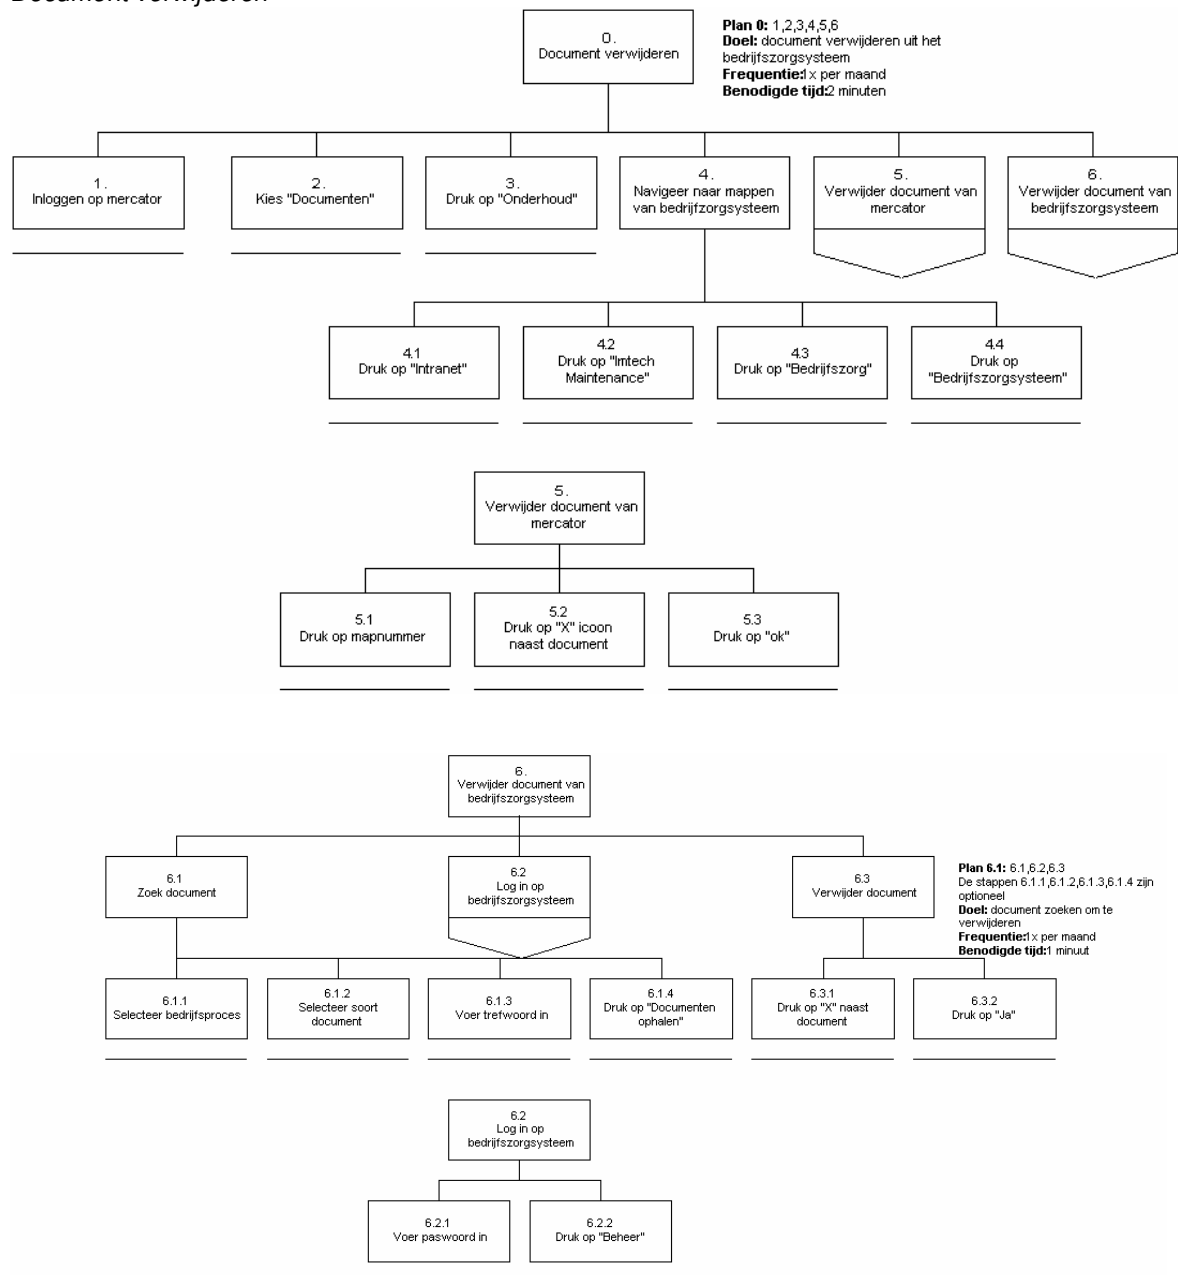 Document verwijderen
0.
Document verwijderen
Plan 0: 1,2,3,4,5,6
Doel: document verwijderen uit het
bedrijfszorgsysteem
Frequentie:1x per maand
Benodigde tijd:2 minuten
1.
Inloggen op mercator
2.
Kies "Documenten"
3.
Druk op "Onderhoud"
4.
Navigeer naar mappen
van bedrijfzorgsysteem
5.
Verwijder document van
mercator
6.
Verwijder document van
bedrijfszorgsysteem
4.1
Druk op "Intranet"
4.2
Druk op "Imtech
Maintenance"
4.3
Druk op "Bedrijfszorg"
4.4
Druk op
"Bedrijfszorgsysteem"
5.
Verwijder document van
mercator
5.1
Druk op mapnummer
5.2
Druk op "X" icoon
naast document
5.3
Druk op "ok"
6.
Verwijder document van
bedrijfszorgsysteem
6.1
Zoek document
6.2
Log in op
bedrijfszorgsysteem
6.3
Verwijder document
Plan 6.1: 6.1,6.2,6.3
De stappen 6.1.1,6.1.2,6.1.3,6.1.4 zijn
optioneel
Doel: document zoeken om te
verwijderen
Frequentie:1x per maand
Benodigde tijd:1 minuut
6.1.1
Selecteer bedrijfsproces
6.1.2
Selecteer soort
document
6.1.3
Voer trefwoord in
6.1.4
Druk op "Documenten
ophalen"
6.3.1
Druk op "X" naast
document
6.3.2
Druk op "Ja"
6.2
Log in op
bedrijfszorgsysteem
6.2.1
Voer paswoord in
6.2.2
Druk op "Beheer"